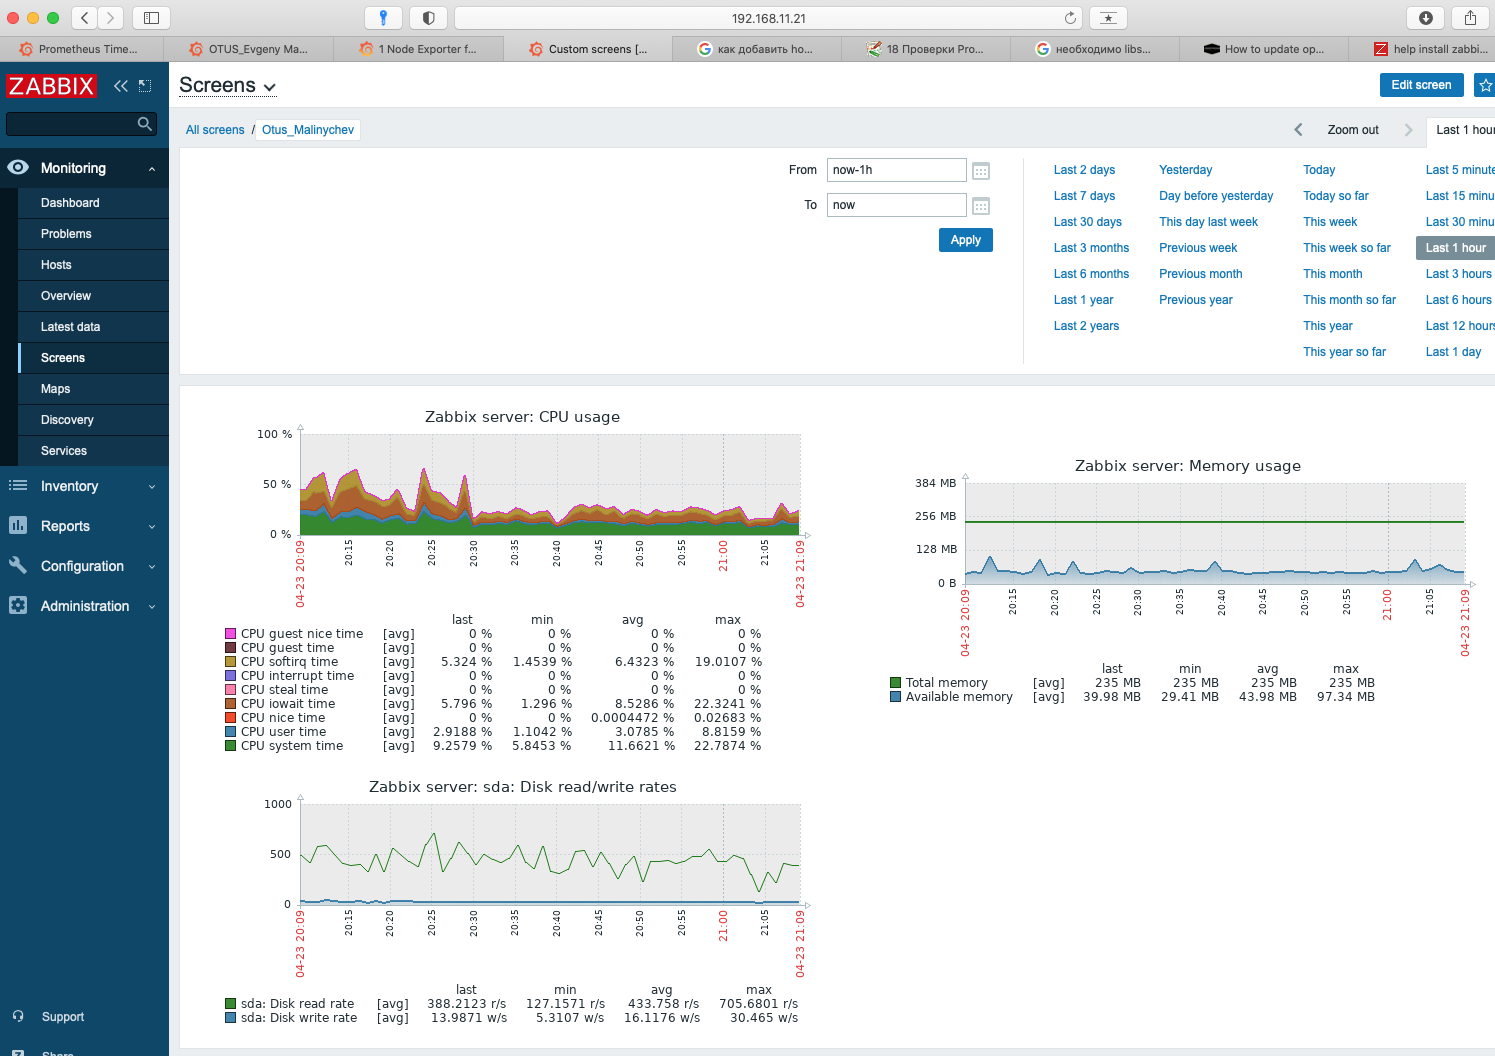 192.168.11.21
Prometheus Time...
OTUS_Evgeny Ma...
1 Node Exporter f...
Custom screens [...
как добавить ho...
18 Проверки Pro...
необходимо libs...
How to update op...
help install zabbi...
ZABBIX
Screens
Edit screen
All screens / Otus_Malinychev
Zoom out
Last 1 hour
Monitoring
Dashboard
Problems
Hosts
Overview
Latest data
Screens
Maps
Discovery
Services
Inventory
Reports
Configuration
Administration
Support
Share
From now-1h
To now
Apply
Last 2 days Yesterday Today Last 5 minute
Last 7 days Day before yesterday Today so far Last 15 minu
Last 30 days This day last week This week Last 30 minu
Last 3 months Previous week This week so far Last 1 hour
Last 6 months Previous month This month Last 3 hours
Last 1 year Previous year This month so far Last 6 hours
Last 2 years This year Last 12 hours
This year so far Last 1 day
Zabbix server: CPU usage
100 %
50 %
0 %
04-23 20:09 20:15 20:20 20:25 20:30 20:35 20:40 20:45 20:50 20:55 21:00 21:05 04-23 21:09
last min avg max
CPU guest nice time [avg] 0 % 0 % 0 % 0 %
CPU guest time [avg] 0 % 0 % 0 % 0 %
CPU softirq time [avg] 5.324 % 1.4539 % 6.4323 % 19.0107 %
CPU interrupt time [avg] 0 % 0 % 0 % 0 %
CPU steal time [avg] 0 % 0 % 0 % 0 %
CPU iowait time [avg] 5.796 % 1.296 % 8.5286 % 22.3241 %
CPU nice time [avg] 0 % 0 % 0.0004472 % 0.02683 %
CPU user time [avg] 2.9188 % 1.1042 % 3.0785 % 8.8159 %
CPU system time [avg] 9.2579 % 5.8453 % 11.6621 % 22.7874 %
Zabbix server: Memory usage
384 MB
256 MB
128 MB
0 B
04-23 20:09 20:15 20:20 20:25 20:30 20:35 20:40 20:45 20:50 20:55 21:00 21:05 04-23 21:09
last min avg max
Total memory [avg] 235 MB 235 MB 235 MB 235 MB
Available memory [avg] 39.98 MB 29.41 MB 43.98 MB 97.34 MB
Zabbix server: sda: Disk read/write rates
1000
500
0
04-23 20:09 20:15 20:20 20:25 20:30 20:35 20:40 20:45 20:50 20:55 21:00 21:05 04-23 21:09
last min avg max
sda: Disk read rate [avg] 388.2123 r/s 127.1571 r/s 433.758 r/s 705.6801 r/s
sda: Disk write rate [avg] 13.9871 w/s 5.3107 w/s 16.1176 w/s 30.465 w/s